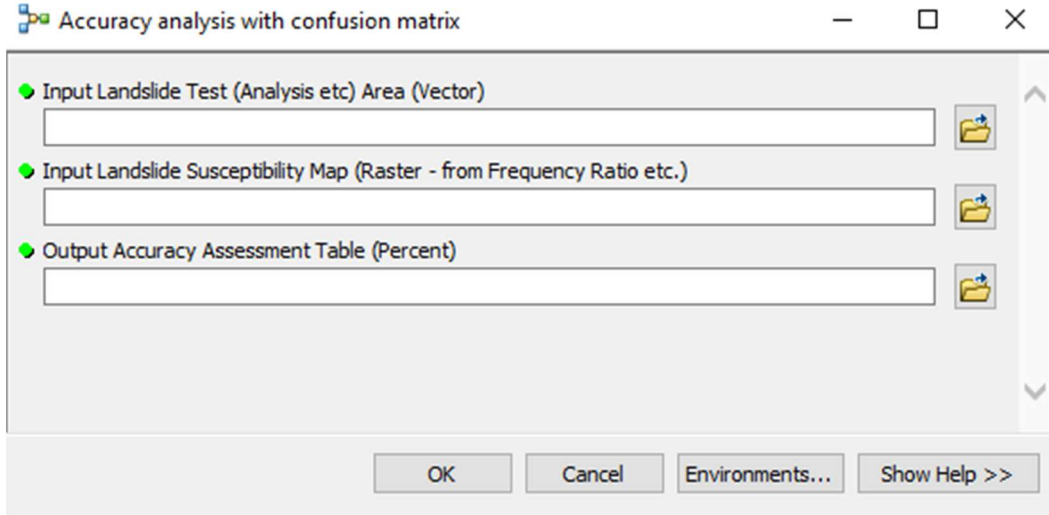 Accuracy analysis with confusion matrix
Input Landslide Test (Analysis etc) Area (Vector)
Input Landslide Susceptibility Map (Raster - from Frequency Ratio etc.)
Output Accuracy Assessment Table (Percent)
OK Cancel Environments... Show Help >>